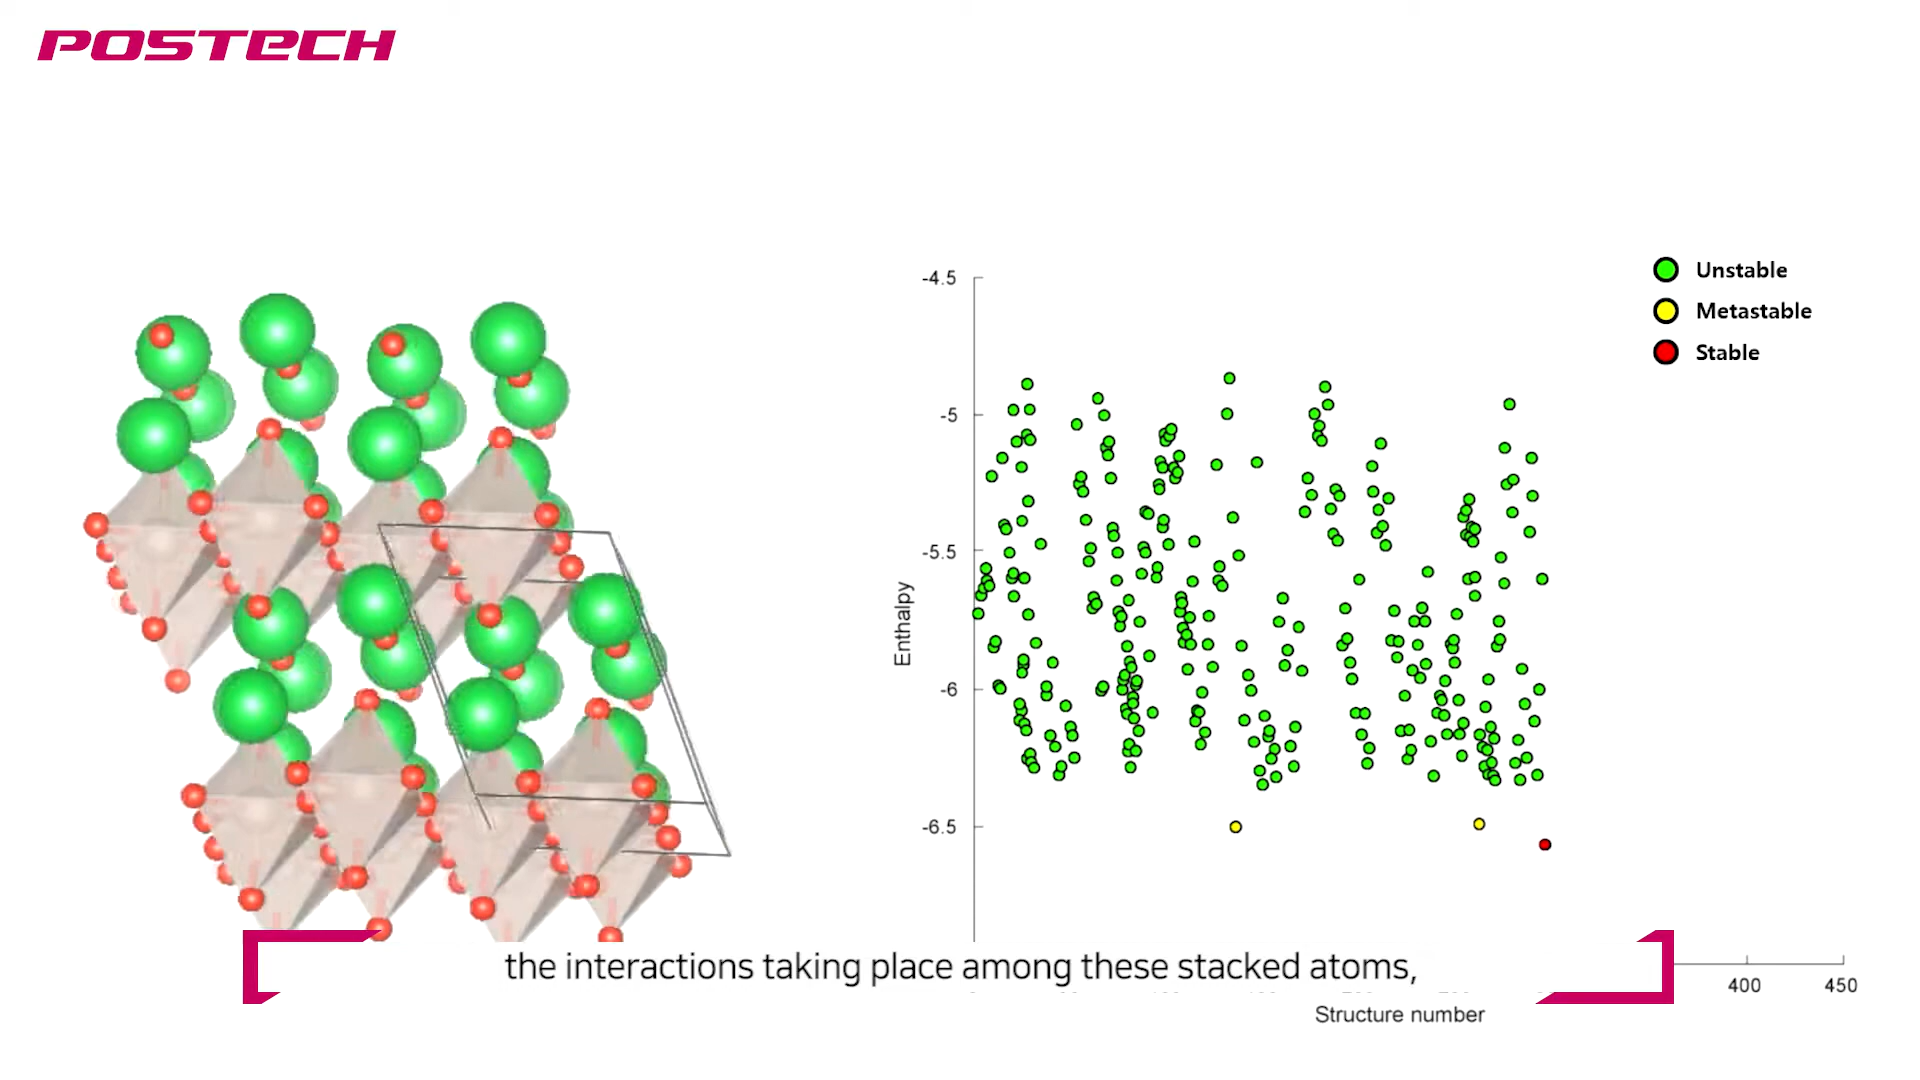 POSTECH
Unstable
Metastable
Stable
-4.5
-5
-5.5
-6
-6.5
Enthalpy
the interactions taking place among these stacked atoms,
400
450
Structure number